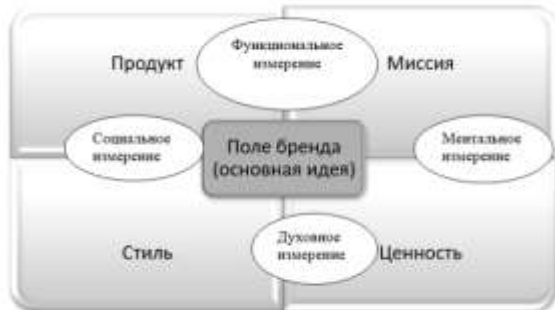 Функциональное
измерение
Продукт
Миссия
Социальное
измерение
Поле бренда
(основная идея)
Ментальное
измерение
Стиль
Духовное
измерение
Ценность